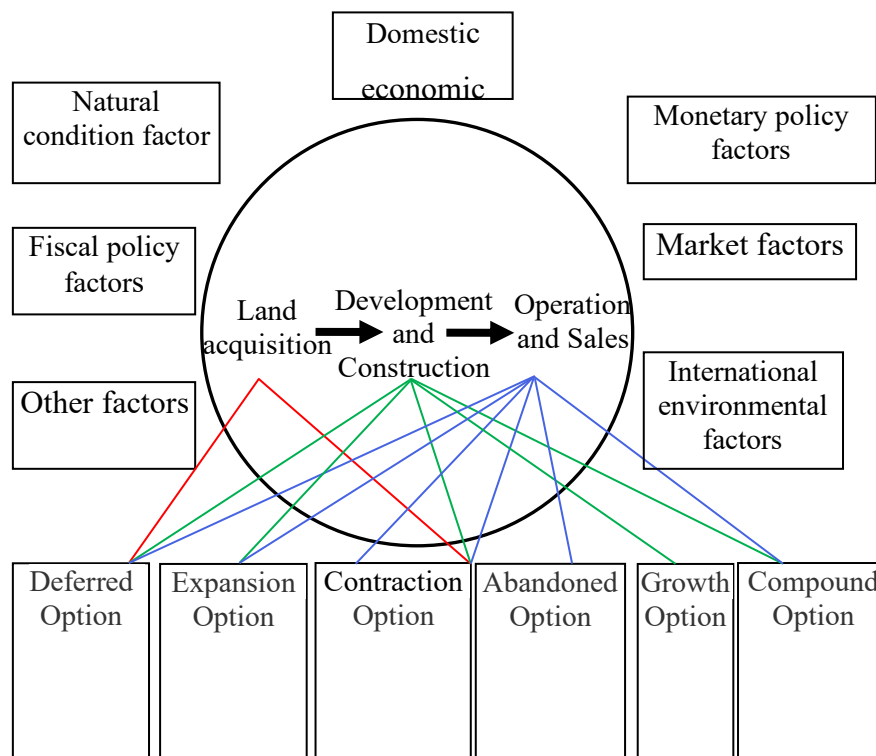 Domestic
economic
Natural
condition factor
Monetary policy
factors
Fiscal policy
factors
Market factors
Land
acquisition
Development
and
Construction
Operation
and Sales
Other factors
International
environmental
factors
Deferred
Option
Expansion
Option
Contraction
Option
Abandoned
Option
Growth
Option
Compound
Option